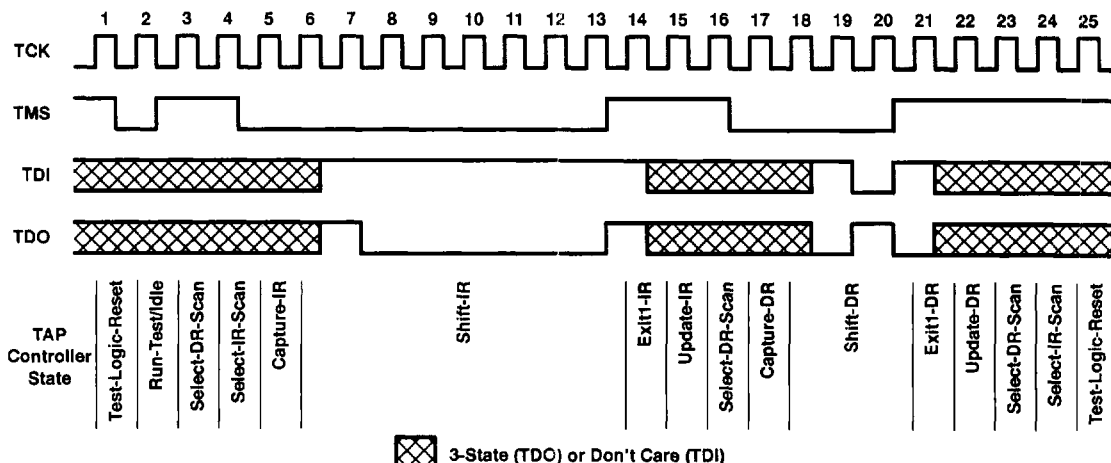 1 2 3 4 5 6 7 8 9 10 11 12 13 14 15 16 17 18 19 20 21 22 23 24 25
TCK
TMS
TDI
TDO
TAP
Controller
State
Test-Logic-Reset
Run-Test/Idle
Select-DR-Scan
Select-IR-Scan
Capture-IR
Shift-IR
Exit1-IR
Update-IR
Select-DR-Scan
Capture-DR
Shift-DR
Exit1-DR
Update-DR
Select-DR-Scan
Select-IR-Scan
Test-Logic-Reset
3-State (TDO) or Don't Care (TDI)